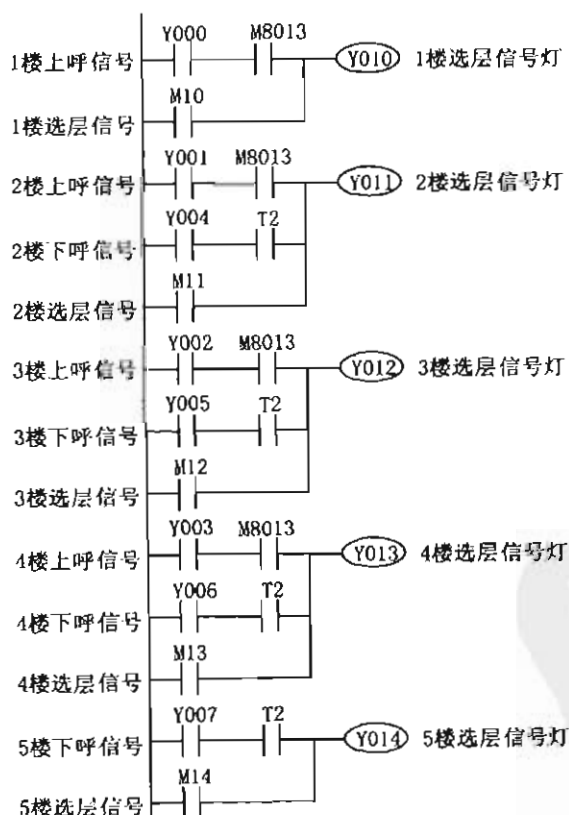 Y000 M8013
1楼上呼信号 Y010 1楼选层信号灯
M10
1楼选层信号
Y001 M8013
2楼上呼信号 Y011 2楼选层信号灯
Y004 T2
2楼下呼信号
M11
2楼选层信号
Y002 M8013
3楼上呼信号 Y012 3楼选层信号灯
Y005 T2
3楼下呼信号
M12
3楼选层信号
Y003 M8013
4楼上呼信号 Y013 4楼选层信号灯
Y006 T2
4楼下呼信号
M13
4楼选层信号
Y007 T2
5楼下呼信号 Y014 5楼选层信号灯
M14
5楼选层信号